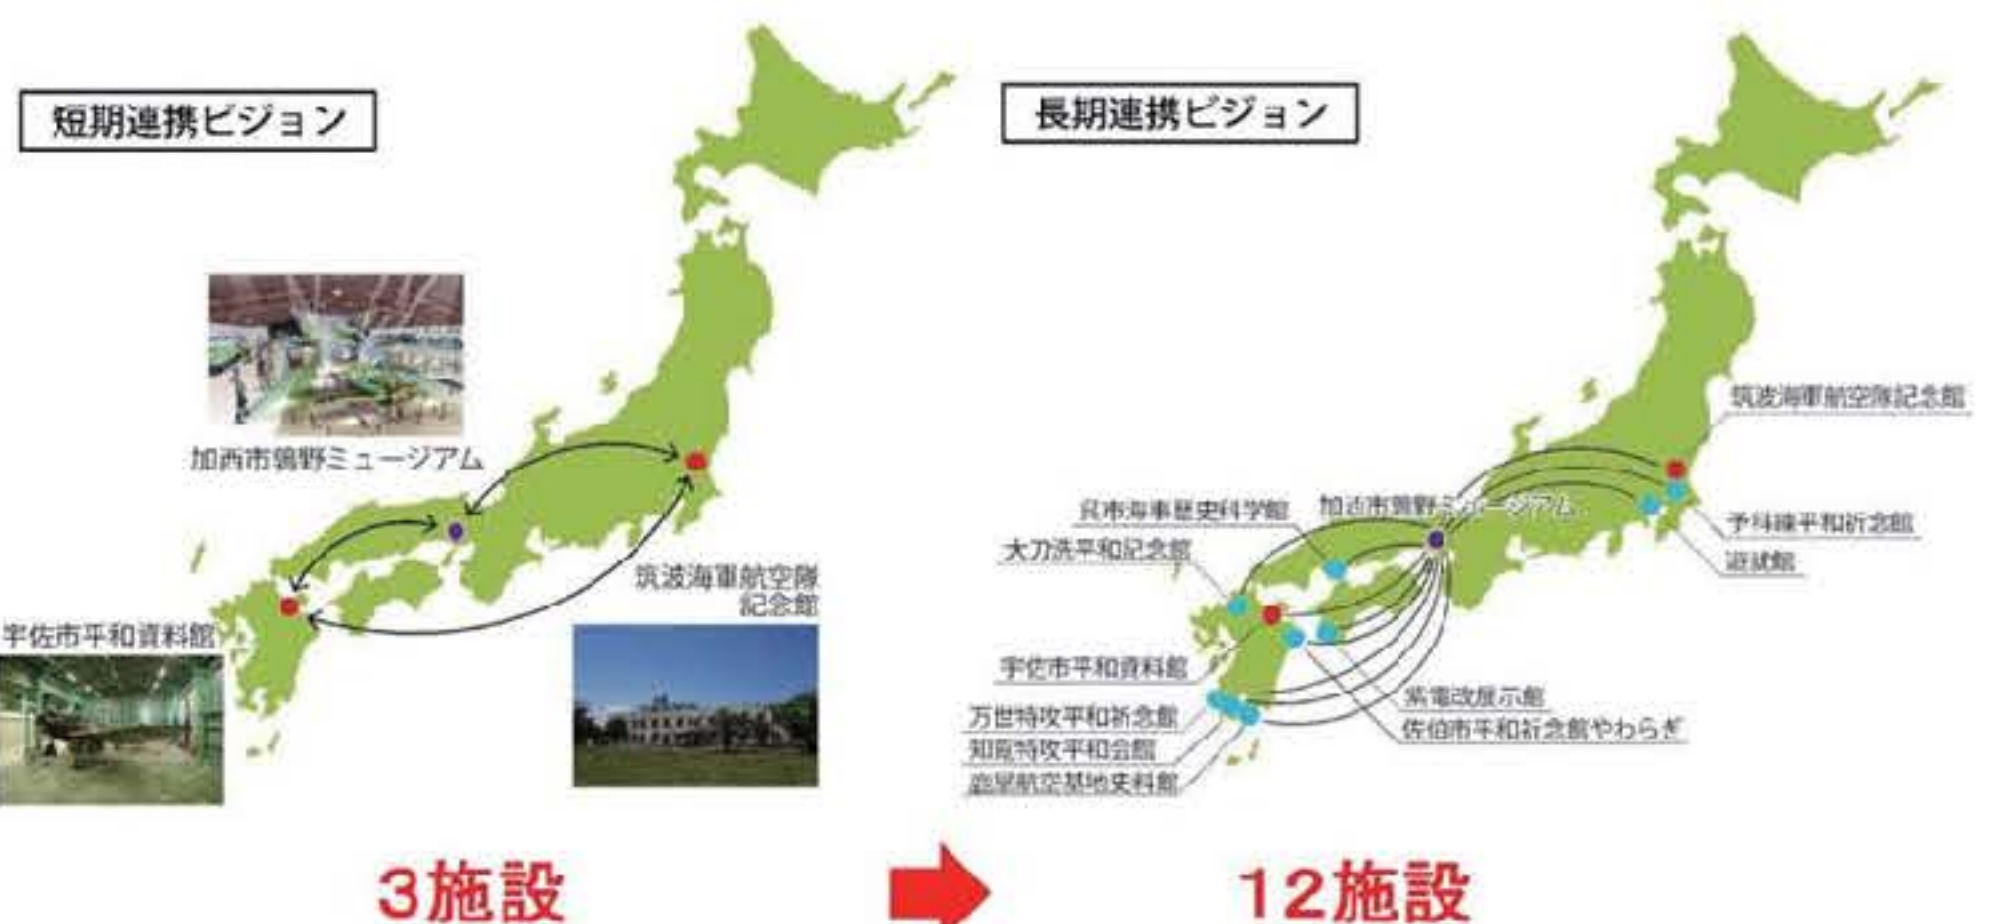 短期連携ビジョン
加西市鶉野ミュージアム
宇佐市平和資料館
筑波海軍航空隊
記念館
3施設
長期連携ビジョン
筑波海軍航空隊記念館
呉市海事歴史科学館
加西市鶉野ミュージアム
予科練平和祈念館
大刀洗平和記念館
遊就館
宇佐市平和資料館
紫電改展示館
万世特攻平和祈念館
佐伯市平和祈念館やわらぎ
知覧特攻平和会館
鹿屋航空基地史料館
12施設